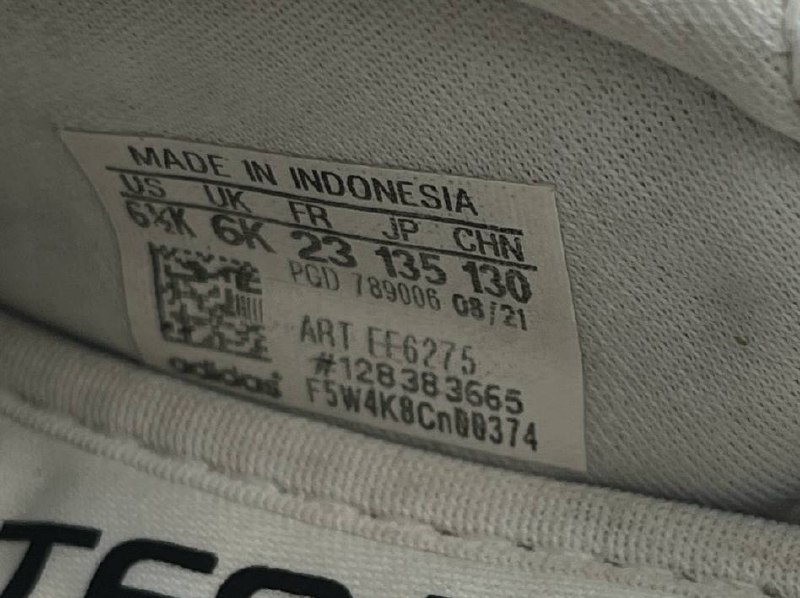 MADE IN INDONESIA
US UK FR JP CHN
6½K 6K 23 135 130
PGD 789006 08/21
ART EE6275
#128383665
adidas F5W4K8Cn00374